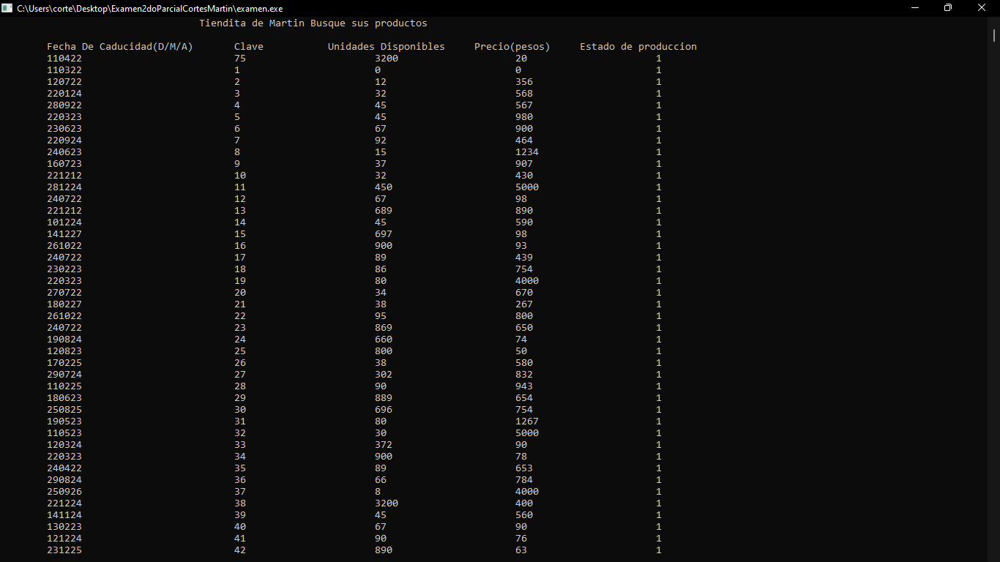 C:\Users\corte\Desktop\Examen2doParcialCortesMartin\examen.exe
Tiendita de Martin Busque sus productos
Fecha De Caducidad(D/M/A) Clave Unidades Disponibles Precio(pesos) Estado de produccion
110422 75 3200 20 1
110322 1 0 0 1
120722 2 12 356 1
220124 3 32 568 1
280922 4 45 567 1
220323 5 45 980 1
230623 6 67 900 1
220924 7 92 464 1
240623 8 15 1234 1
160723 9 37 907 1
221212 10 32 430 1
281224 11 450 5000 1
240722 12 67 98 1
221212 13 689 890 1
101224 14 45 590 1
141227 15 697 98 1
261022 16 900 93 1
240722 17 89 439 1
230223 18 86 754 1
220323 19 80 4000 1
270722 20 34 670 1
180227 21 38 267 1
261022 22 95 800 1
240722 23 869 650 1
190824 24 660 74 1
120823 25 800 50 1
170225 26 38 580 1
290724 27 302 832 1
110225 28 90 943 1
180623 29 889 654 1
250825 30 696 754 1
190523 31 80 1267 1
110523 32 30 5000 1
120324 33 372 90 1
220323 34 900 78 1
240422 35 89 653 1
290824 36 66 784 1
250926 37 8 4000 1
221224 38 3200 400 1
141124 39 45 560 1
130223 40 67 90 1
121224 41 90 76 1
231225 42 890 63 1